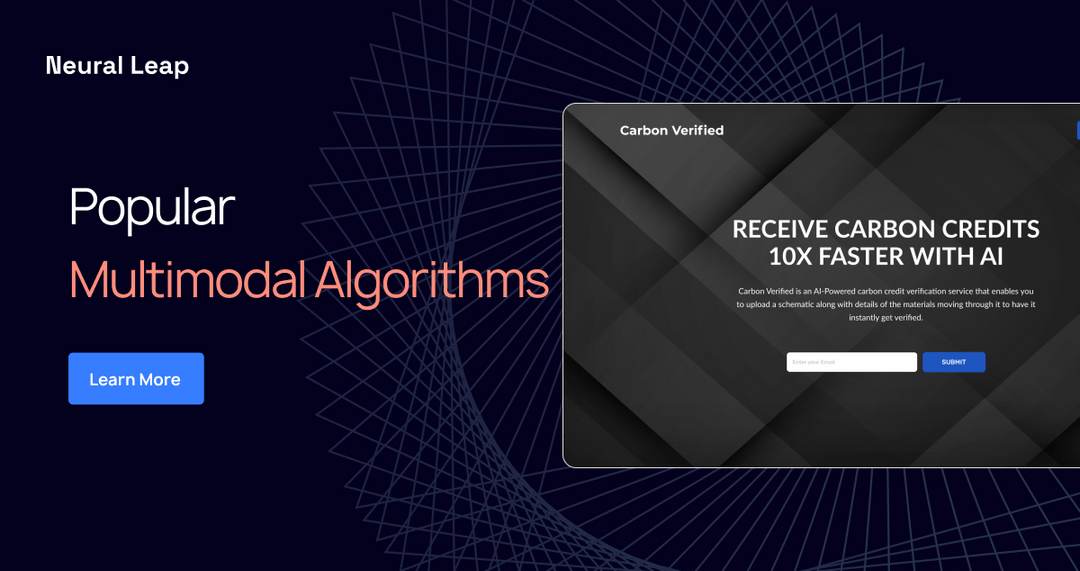 Neural Leap
Popular
Multimodal Algorithms
Learn More
Carbon Verified
RECEIVE CARBON CREDITS
10X FASTER WITH AI
Carbon Verified is an AI-Powered carbon credit verification service that enables you
to upload a schematic along with details of the materials moving through it to have it
instantly get verified.
Enter your Email
SUBMIT